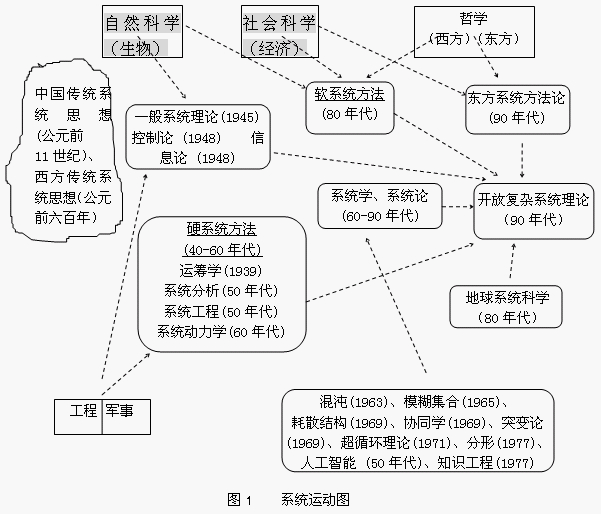 自然科学
（生物）
社会科学
（经济）
哲学
（西方）（东方）
中国传统系
统思想
(公元前
11世纪)、
西方传统系
统思想(公元
前六百年)
一般系统理论(1945)
控制论 (1948) 信
息论 (1948)
软系统方法
(80年代)
东方系统方法论
(90年代)
系统学、系统论
(60-90年代)
开放复杂系统理论
(90年代)
硬系统方法
(40-60年代)
运筹学(1939)
系统分析(50年代)
系统工程(50年代)
系统动力学(60年代)
地球系统科学
(80年代)
工程 军事
混沌(1963)、模糊集合(1965)、
耗散结构(1969)、协同学(1969)、突变论
(1969)、超循环理论(1971)、分形(1977)、
人工智能 (50年代)、知识工程(1977)
图1 系统运动图